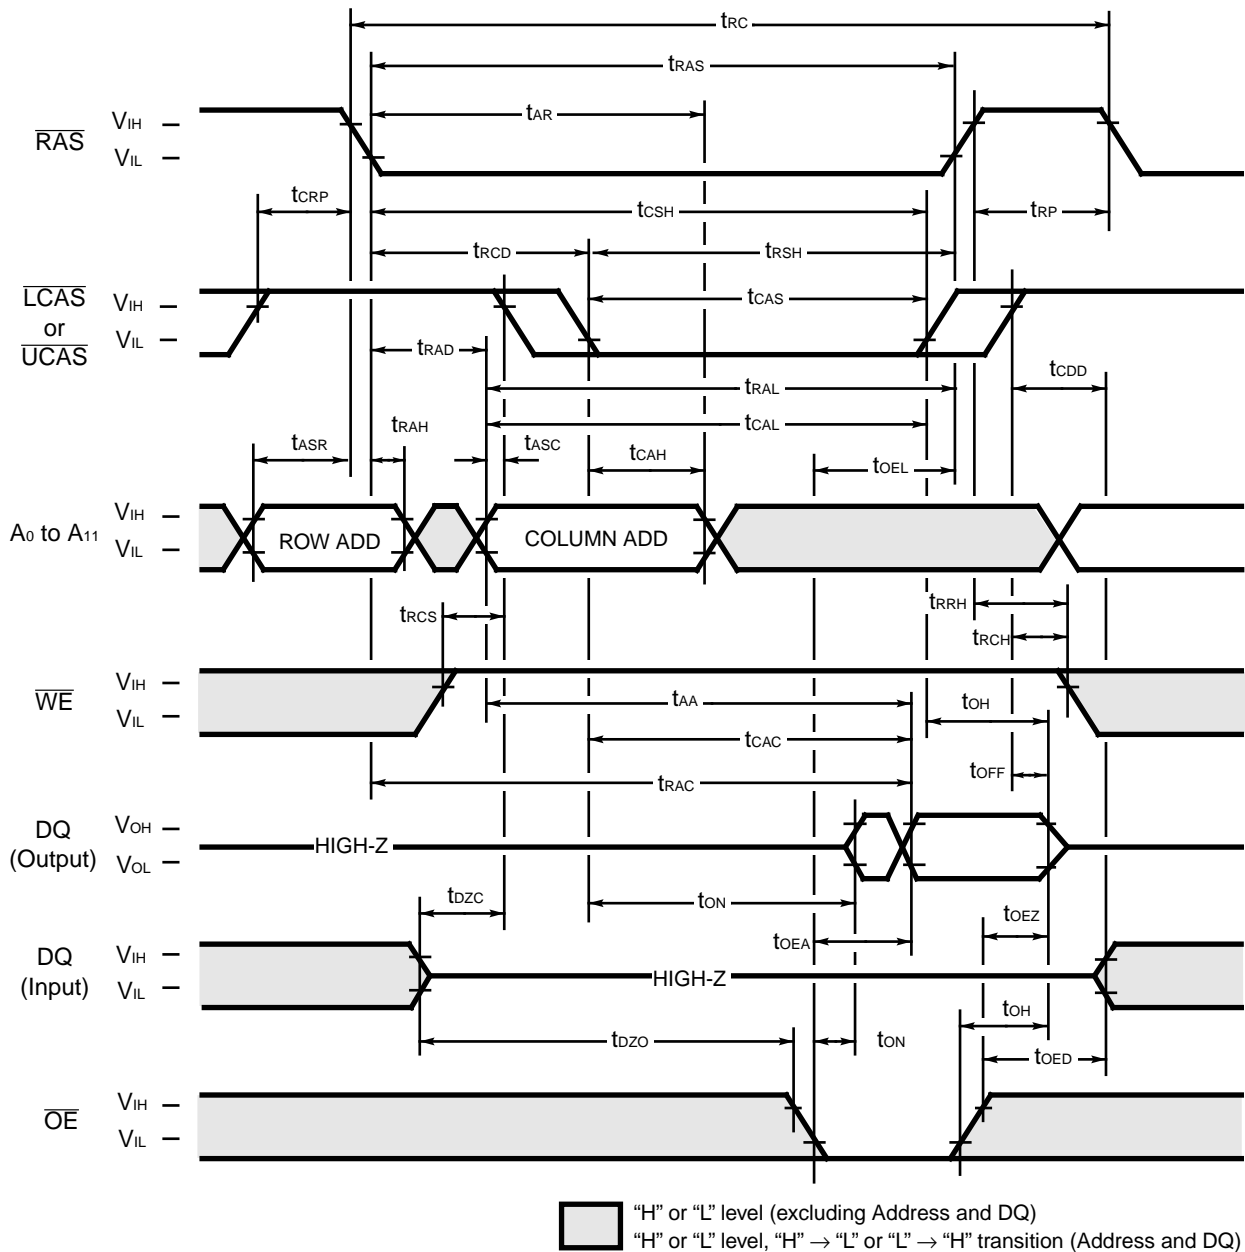 tRC
tRAS
tAR
RAS
VIH
VIL
tCRP
tCSH
tRP
tRCD
tRSH
LCAS
or
UCAS
VIH
VIL
tCAS
tRAD
tRAL
tCDD
tCAL
tASR
tRAH
tASC
tCAH
tOEL
A0 to A11
VIH
VIL
ROW ADD
COLUMN ADD
tRCS
tRRH
tRCH
WE
VIH
VIL
tAA
tOH
tCAC
tOFF
tRAC
DQ
(Output)
VOH
VOL
HIGH-Z
tDZC
tON
tOEZ
tOEA
DQ
(Input)
VIH
VIL
HIGH-Z
tOH
tDZO
tON
tOED
OE
VIH
VIL
“H” or “L” level (excluding Address and DQ)
“H” or “L” level, “H” → “L” or “L” → “H” transition (Address and DQ)